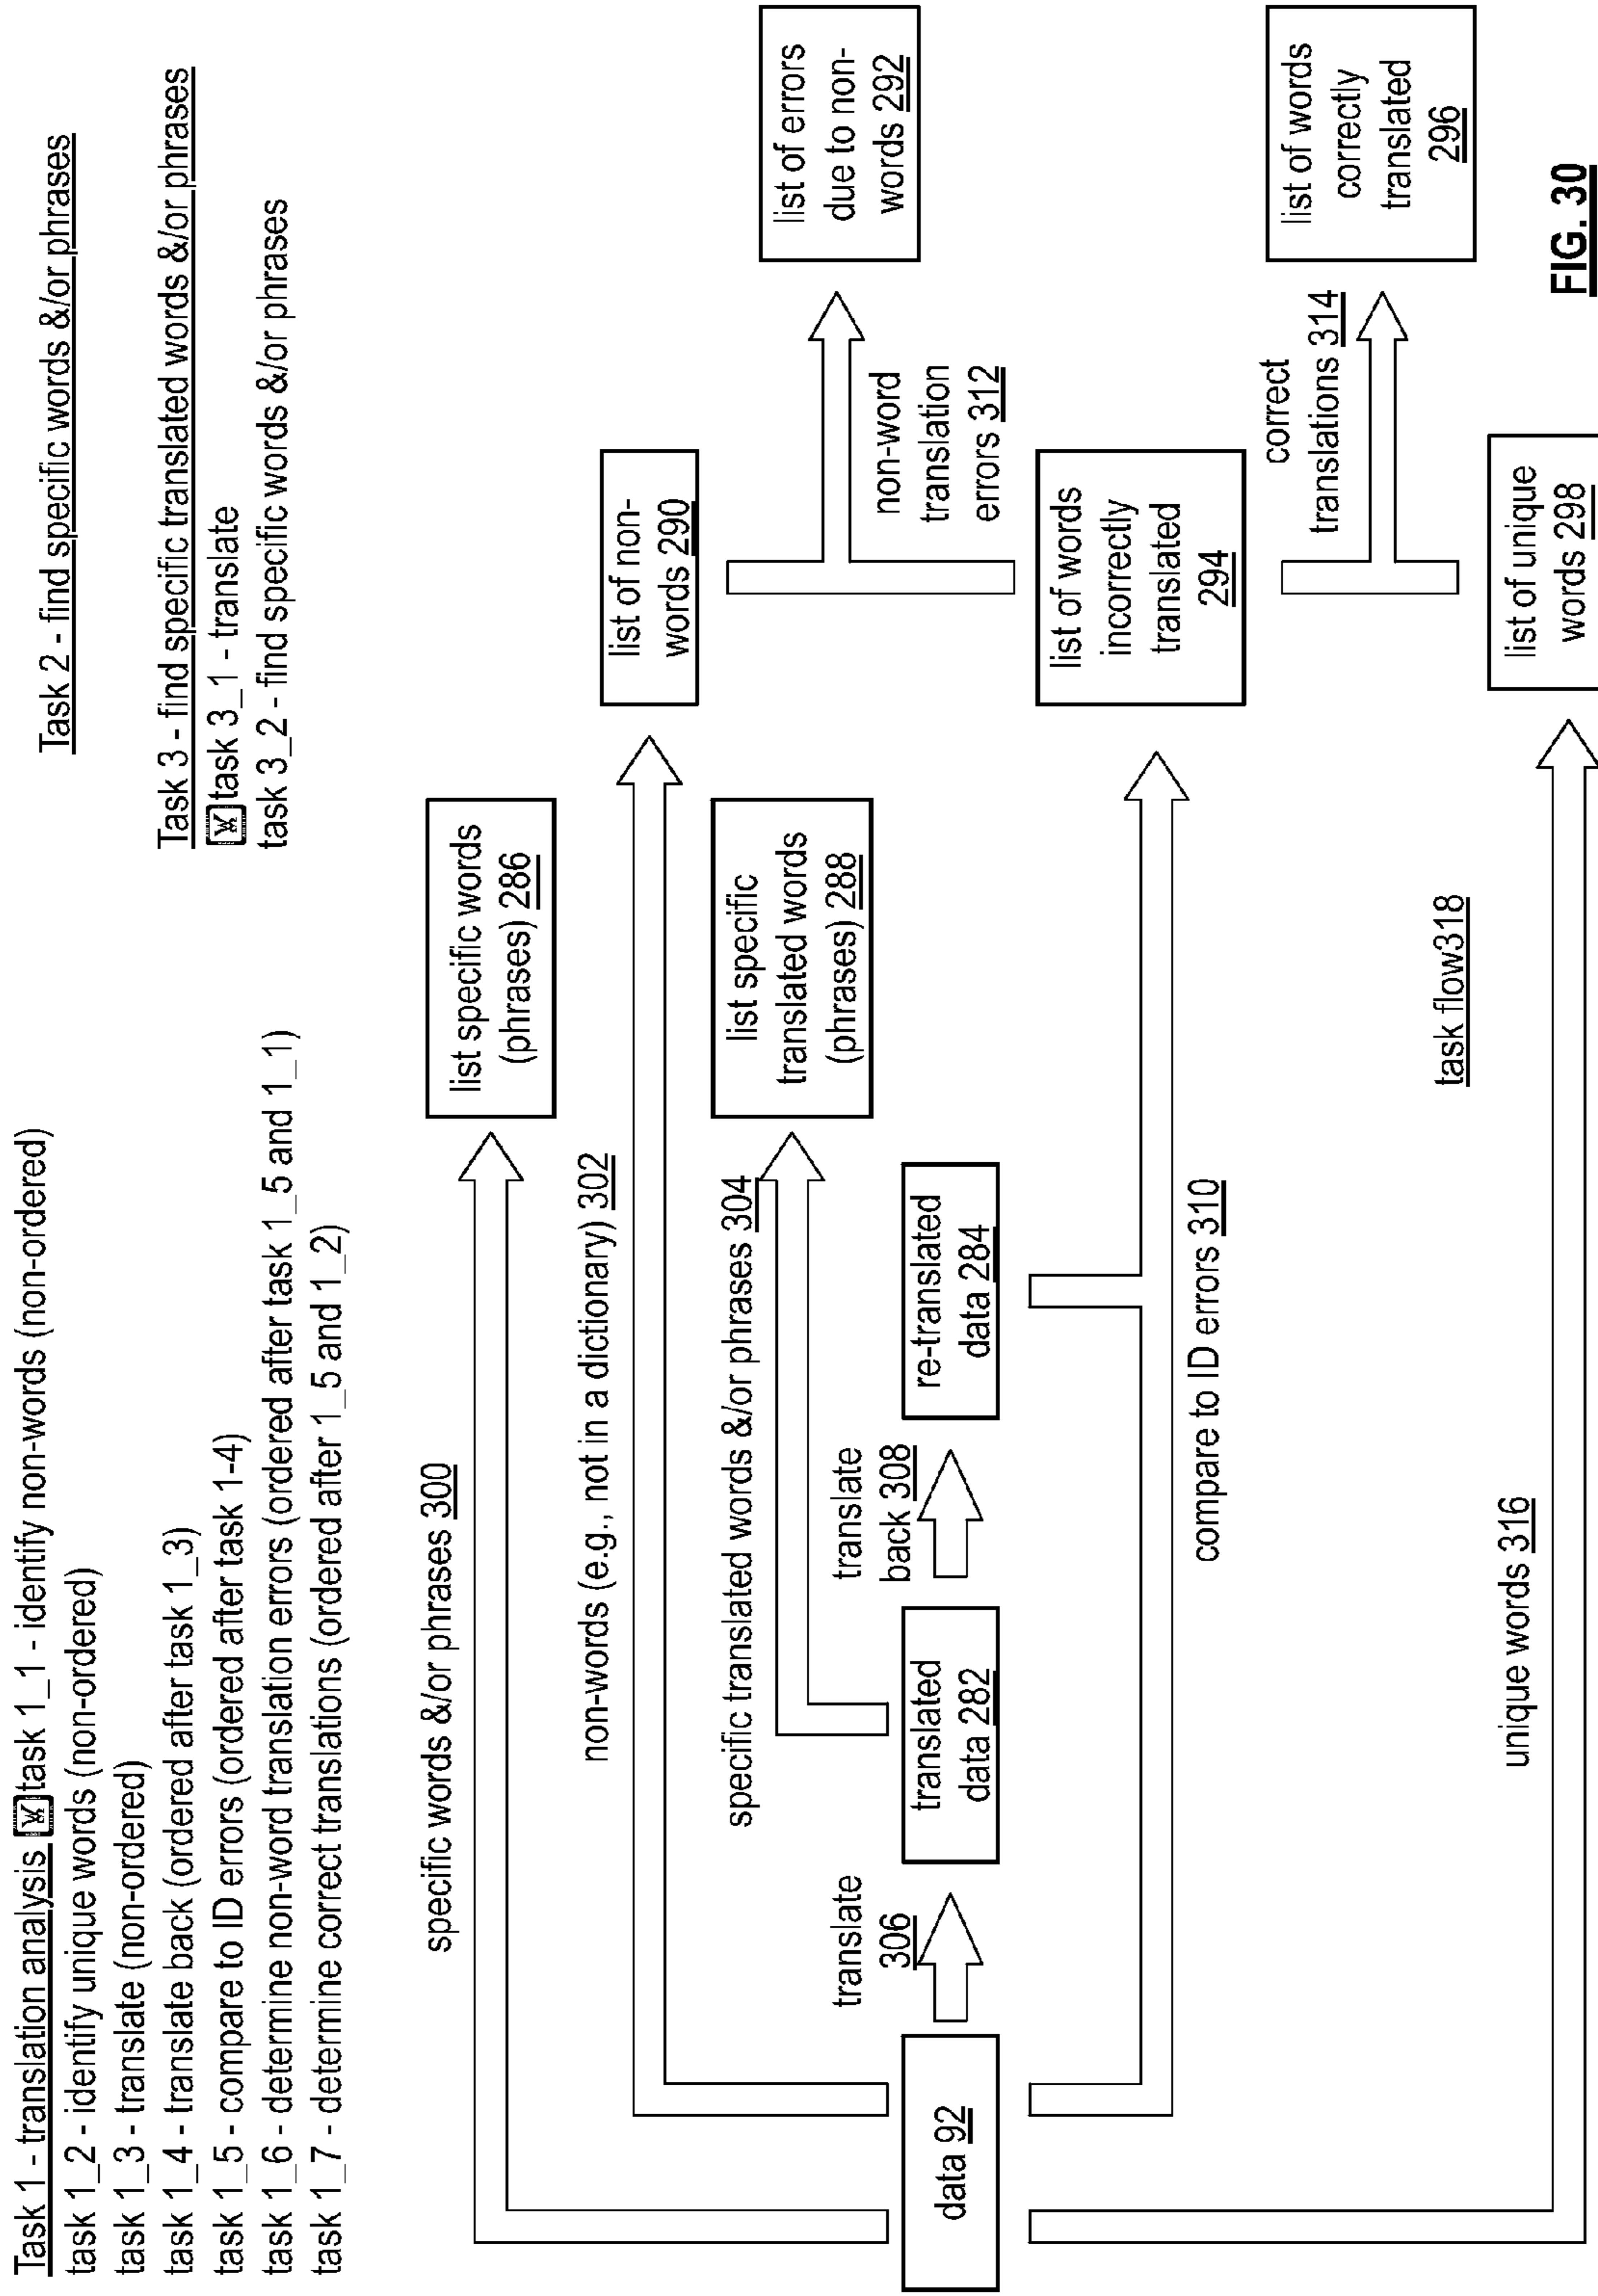 Task 1 - translation analysis task 1_1 - identify non-words (non-ordered)
task 1_2 - identify unique words (non-ordered)
task 1_3 - translate (non-ordered)
task 1_4 - translate back (ordered after task 1_3)
task 1_5 - compare to ID errors (ordered after task 1-4)
task 1_6 - determine non-word translation errors (ordered after task 1_5 and 1_1)
task 1_7 - determine correct translations (ordered after 1_5 and 1_2)
Task 2 - find specific words &/or phrases
Task 3 - find specific translated words &/or phrases
task 3_1 - translate
task 3_2 - find specific words &/or phrases
specific words &/or phrases 300
list specific words
(phrases) 286
non-words (e.g., not in a dictionary) 302
list of non-
words 290
specific translated words &/or phrases 304
list specific
translated words
(phrases) 288
list of errors
due to non-
words 292
non-word
translation
errors 312
data 92
translate
306
translated
data 282
translate
back 308
re-translated
data 284
compare to ID errors 310
list of words
incorrectly
translated
294
correct
translations 314
list of words
correctly
translated
296
task flow318
unique words 316
list of unique
words 298
FIG. 30